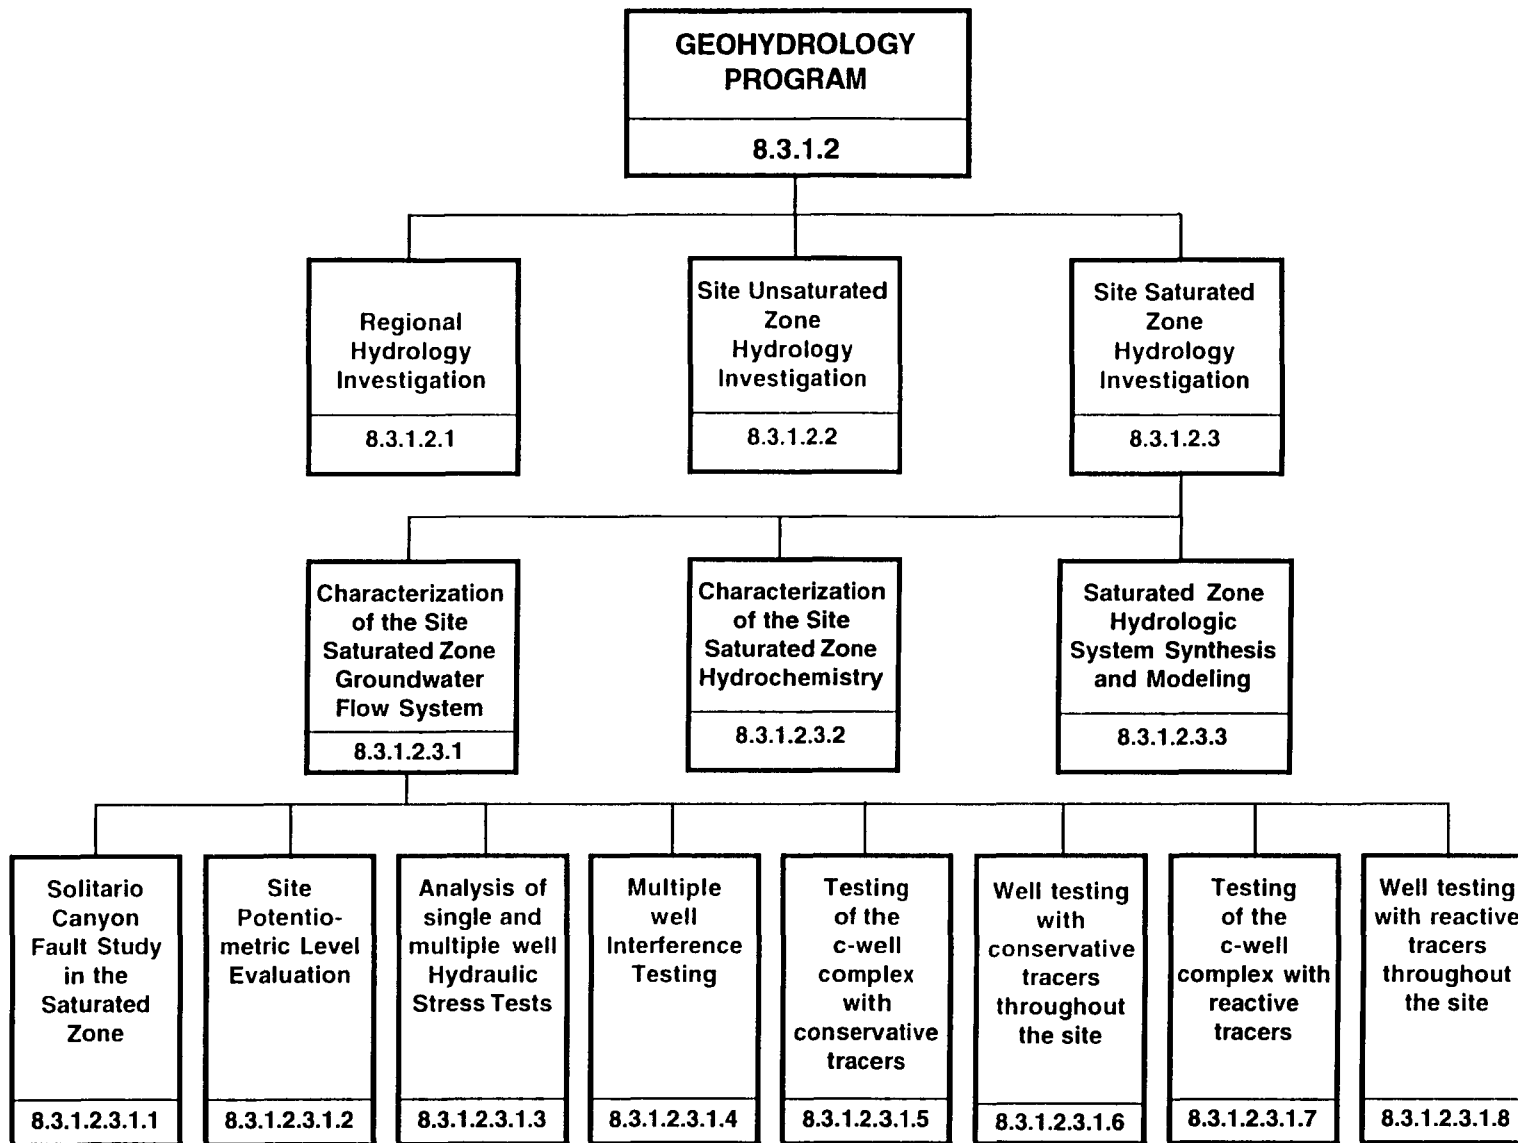 GEOHYDROLOGY
PROGRAM
8.3.1.2
Regional
Hydrology
Investigation
8.3.1.2.1
Site Unsaturated
Zone
Hydrology
Investigation
8.3.1.2.2
Site Saturated
Zone
Hydrology
Investigation
8.3.1.2.3
Characterization
of the Site
Saturated Zone
Groundwater
Flow System
8.3.1.2.3.1
Characterization
of the Site
Saturated Zone
Hydrochemistry
8.3.1.2.3.2
Saturated Zone
Hydrologic
System Synthesis
and Modeling
8.3.1.2.3.3
Solitario
Canyon
Fault Study
in the
Saturated
Zone
8.3.1.2.3.1.1
Site
Potentio-
metric Level
Evaluation
8.3.1.2.3.1.2
Analysis of
single and
multiple well
Hydraulic
Stress Tests
8.3.1.2.3.1.3
Multiple
well
Interference
Testing
8.3.1.2.3.1.4
Testing
of the
c-well
complex
with
conservative
tracers
8.3.1.2.3.1.5
Well testing
with
conservative
tracers
throughout
the site
8.3.1.2.3.1.6
Testing
of the
c-well
complex with
reactive
tracers
8.3.1.2.3.1.7
Well testing
with reactive
tracers
throughout
the site
8.3.1.2.3.1.8